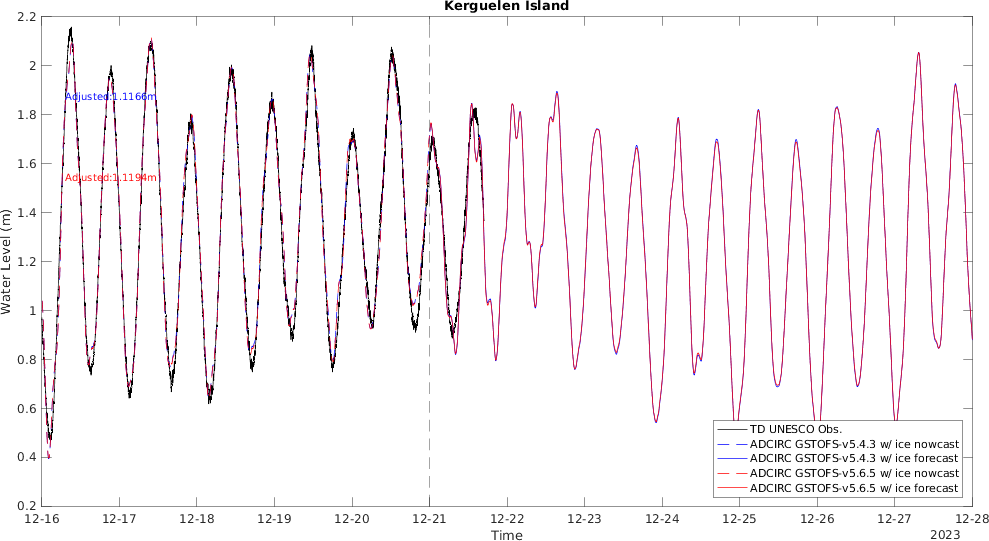 Kerguelen Island
2.2
2
1.8
1.6
1.4
1.2
1
0.8
0.6
0.4
0.2
Water Level (m)
Adjusted:1.1166m
Adjusted:1.1194m
TD UNESCO Obs.
ADCIRC GSTOFS-v5.4.3 w/ ice nowcast
ADCIRC GSTOFS-v5.4.3 w/ ice forecast
ADCIRC GSTOFS-v5.6.5 w/ ice nowcast
ADCIRC GSTOFS-v5.6.5 w/ ice forecast
12-16 12-17 12-18 12-19 12-20 12-21 12-22 12-23 12-24 12-25 12-26 12-27 12-28
Time
2023